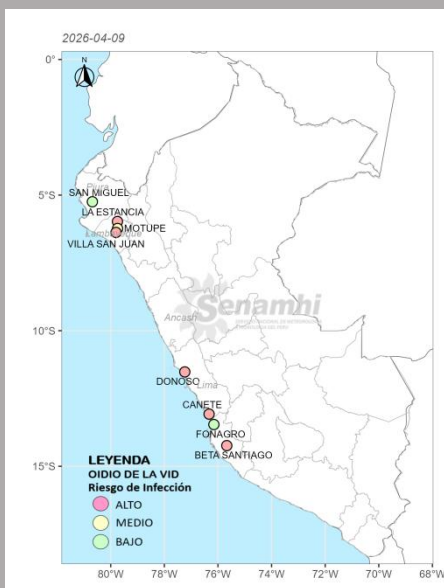 2026-04-09
N
0°
5°S
10°S
15°S
Piura
SAN MIGUEL
LA ESTANCIA
MOTUPE
Lambayeque
VILLA SAN JUAN
Senamhi
Ancash
DONOSO
Lima
CANETE
FONAGRO
BETA SANTIAGO
LEYENDA
OIDIO DE LA VID
Riesgo de Infección
ALTO
MEDIO
BAJO
80°W 78°W 76°W 74°W 72°W 70°W 68°W